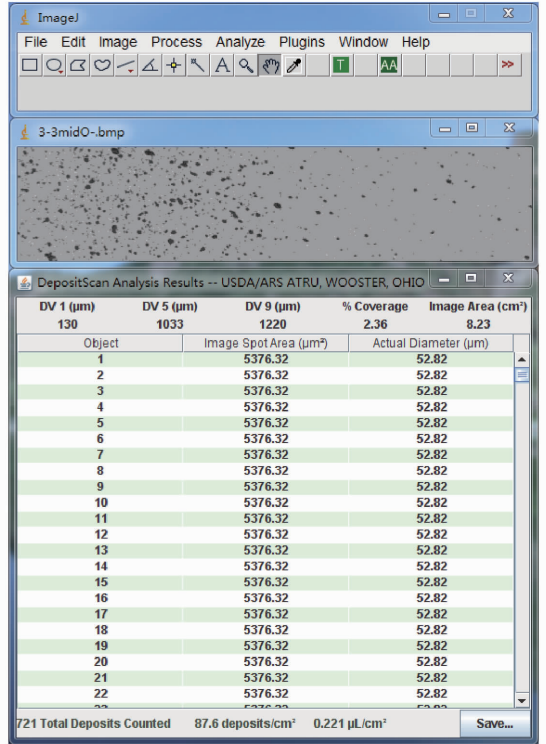 ImageJ
File Edit Image Process Analyze Plugins Window Help
A T AA >>
3-3midO-.bmp
DepositScan Analysis Results -- USDA/ARS ATRU, WOOSTER, OHIO
DV 1 (µm) DV 5 (µm) DV 9 (µm) % Coverage Image Area (cm²)
130 1033 1220 2.36 8.23
Object Image Spot Area (µm²) Actual Diameter (µm)
1 5376.32 52.82
2 5376.32 52.82
3 5376.32 52.82
4 5376.32 52.82
5 5376.32 52.82
6 5376.32 52.82
7 5376.32 52.82
8 5376.32 52.82
9 5376.32 52.82
10 5376.32 52.82
11 5376.32 52.82
12 5376.32 52.82
13 5376.32 52.82
14 5376.32 52.82
15 5376.32 52.82
16 5376.32 52.82
17 5376.32 52.82
18 5376.32 52.82
19 5376.32 52.82
20 5376.32 52.82
21 5376.32 52.82
22 5376.32 52.82
721 Total Deposits Counted 87.6 deposits/cm² 0.221 µL/cm² Save...